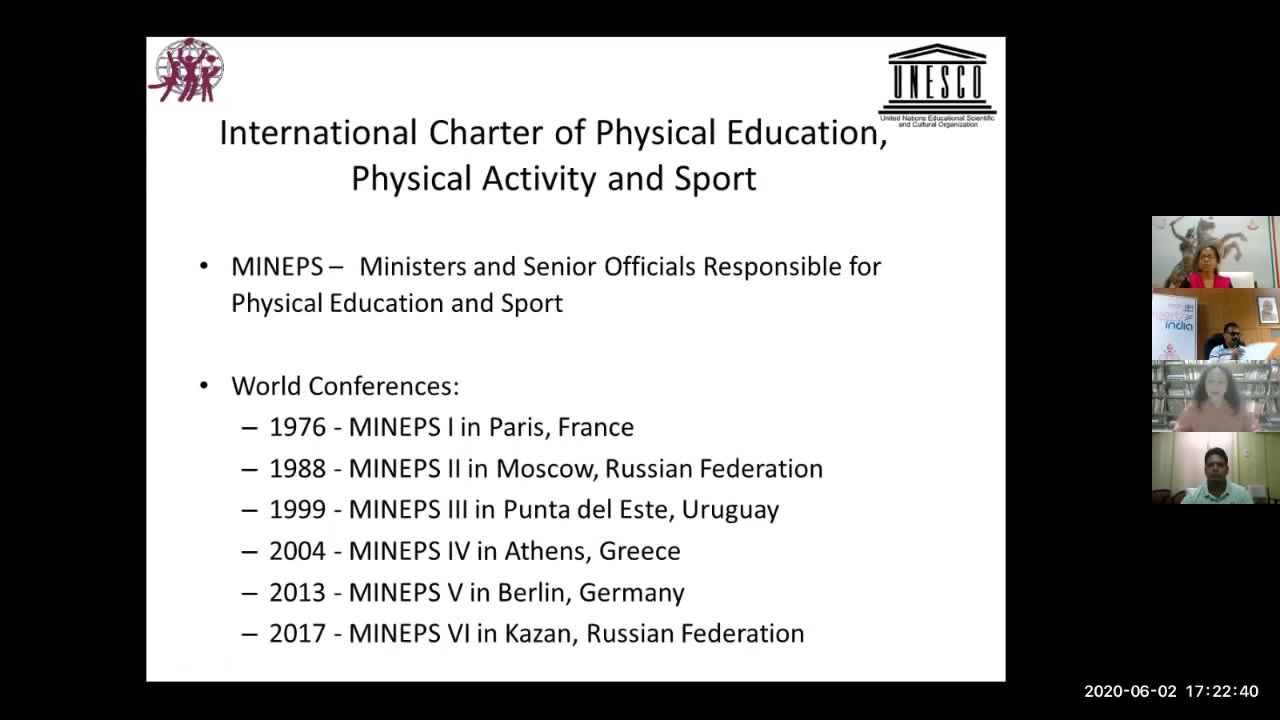 UNESCO
United Nations Educational Scientific
and Cultural Organization
International Charter of Physical Education,
Physical Activity and Sport
• MINEPS – Ministers and Senior Officials Responsible for
Physical Education and Sport
• World Conferences:
– 1976 - MINEPS I in Paris, France
– 1988 - MINEPS II in Moscow, Russian Federation
– 1999 - MINEPS III in Punta del Este, Uruguay
– 2004 - MINEPS IV in Athens, Greece
– 2013 - MINEPS V in Berlin, Germany
– 2017 - MINEPS VI in Kazan, Russian Federation
india
2020-06-02 17:22:40